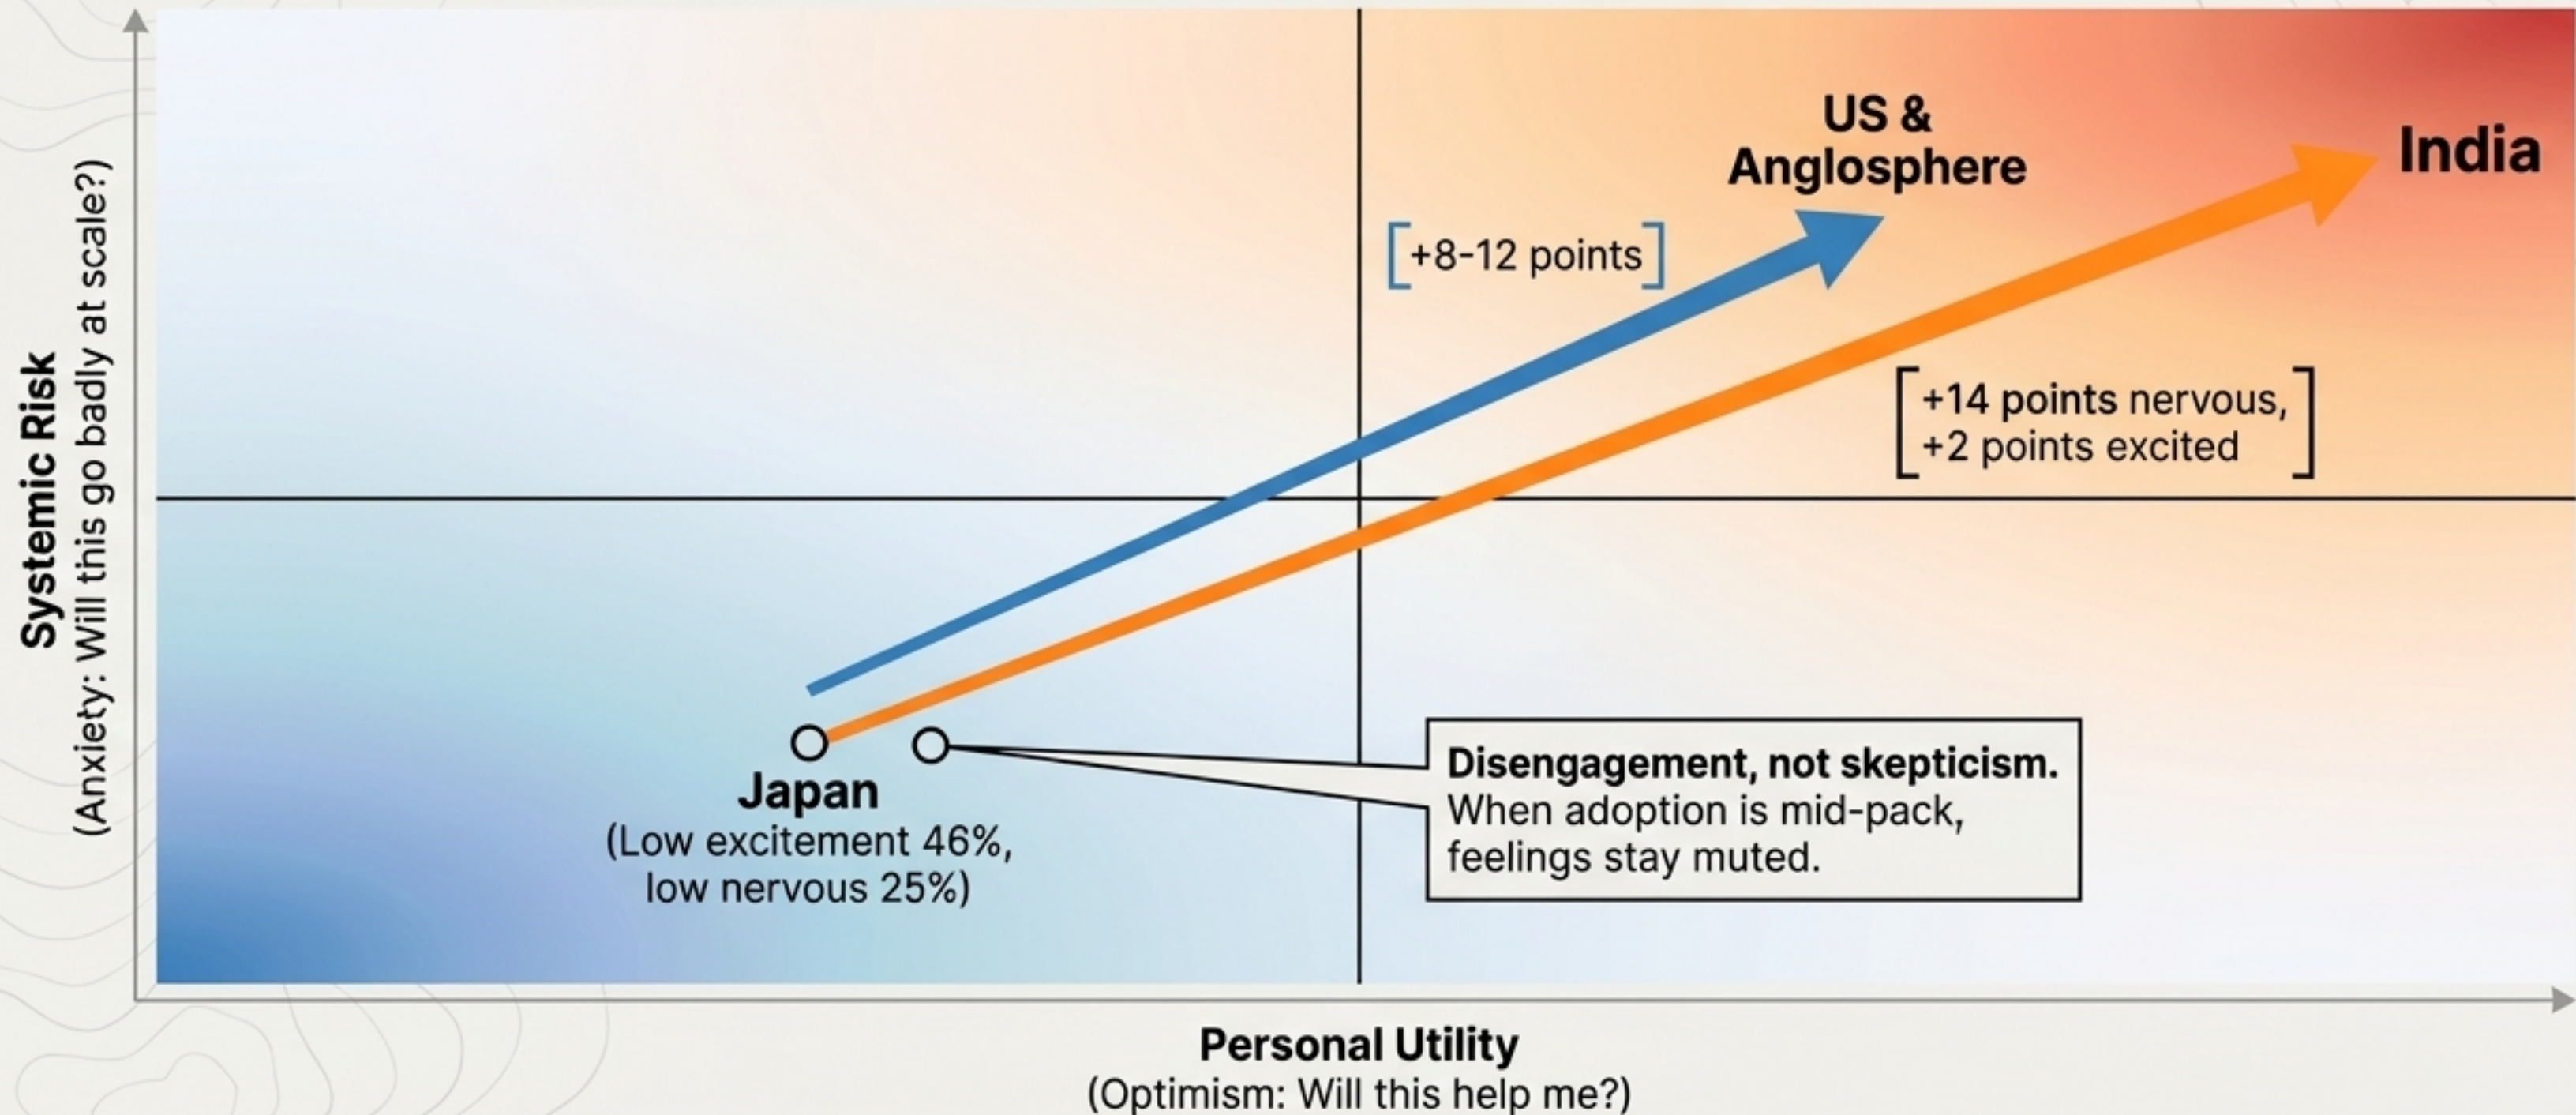 Systemic Risk
(Anxiety: Will this go badly at scale?)
US &
Anglosphere
India
[+8-12 points]
[+14 points nervous,
+2 points excited]
Japan
(Low excitement 46%,
low nervous 25%)
Disengagement, not skepticism.
When adoption is mid-pack,
feelings stay muted.
Personal Utility
(Optimism: Will this help me?)